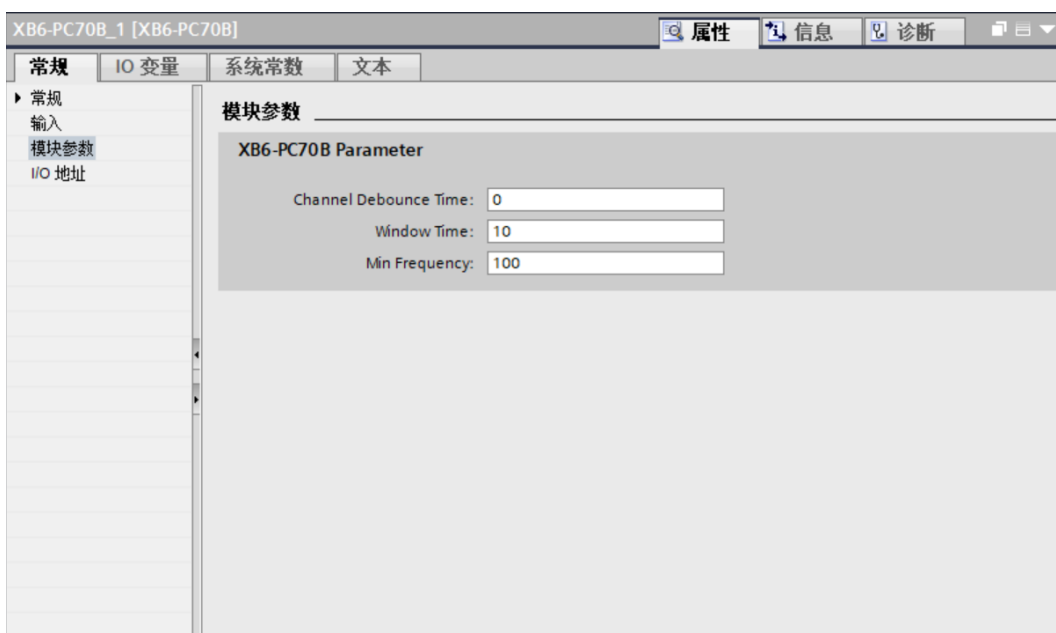 XB6-PC70B_1 [XB6-PC70B]
属性 信息 诊断
常规 IO 变量 系统常数 文本
常规
输入
模块参数
I/O 地址
模块参数
XB6-PC70B Parameter
Channel Debounce Time: 0
Window Time: 10
Min Frequency: 100